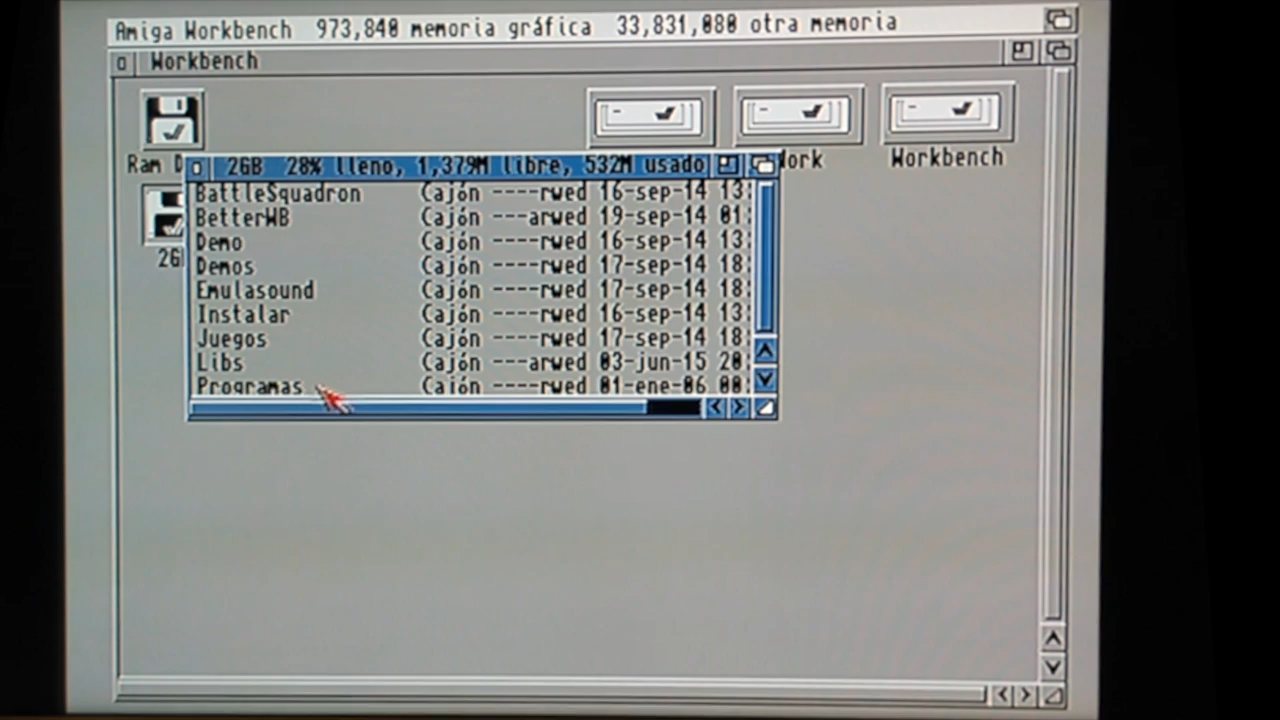 Amiga Workbench 973,840 memoria gráfica 33,831,080 otra memoria
Workbench
Ram D
Work
Workbench
2GB 28% lleno, 1,379M libre, 532M usado
BattleSquadron Cajón ----rwed 16-sep-14 13:
BetterWB Cajón ---arwed 19-sep-14 01:
Demo Cajón ----rwed 16-sep-14 13:
Demos Cajón ----rwed 17-sep-14 18:
Emulasound Cajón ----rwed 17-sep-14 18:
Instalar Cajón ----rwed 16-sep-14 13:
Juegos Cajón ----rwed 17-sep-14 18:
Libs Cajón ---arwed 03-jun-15 20:
Programas Cajón ----rwed 01-ene-06 00:
2G